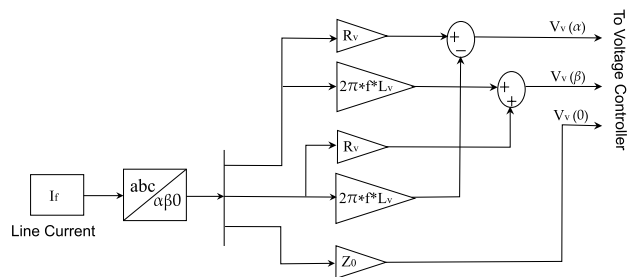 Rv
+
−
Vv(α)
2π*f*Lv
+
+
Vv(β)
Vv(0)
Rv
2π*f*Lv
Z0
If
Line Current
abc
αβ0
To Voltage Controller